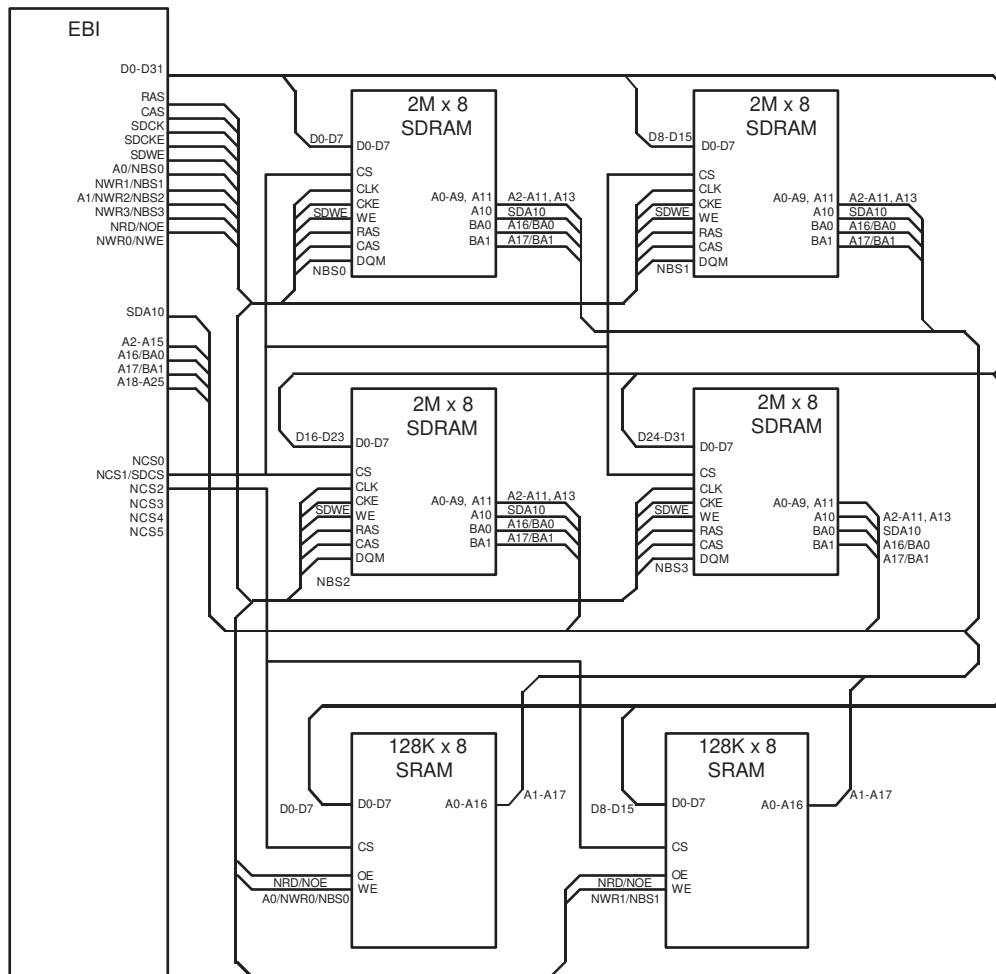 EBI
D0-D31
RAS
CAS
SDCK
SDCKE
SDWE
A0/NBS0
NWR1/NBS1
A1/NWR2/NBS2
NWR3/NBS3
NRD/NOE
NWR0/NWE
SDA10
A2-A15
A16/BA0
A17/BA1
A18-A25
NCS0
NCS1/SDCS
NCS2
NCS3
NCS4
NCS5
2M x 8
SDRAM
D0-D7
D0-D7
CS
CLK
CKE
SDWE
WE
RAS
CAS
DQM
NBS0
A0-A9, A11
A10
BA0
BA1
A2-A11, A13
SDA10
A16/BA0
A17/BA1
2M x 8
SDRAM
D8-D15
D0-D7
CS
CLK
CKE
SDWE
WE
RAS
CAS
DQM
NBS1
A0-A9, A11
A10
BA0
BA1
A2-A11, A13
SDA10
A16/BA0
A17/BA1
2M x 8
SDRAM
D16-D23
D0-D7
CS
CLK
CKE
SDWE
WE
RAS
CAS
DQM
NBS2
A0-A9, A11
A10
BA0
BA1
A2-A11, A13
SDA10
A16/BA0
A17/BA1
2M x 8
SDRAM
D24-D31
D0-D7
CS
CLK
CKE
SDWE
WE
RAS
CAS
DQM
NBS3
A0-A9, A11
A10
BA0
BA1
A2-A11, A13
SDA10
A16/BA0
A17/BA1
128K x 8
SRAM
D0-D7
D0-D7
A0-A16
A1-A17
CS
OE
NRD/NOE
WE
A0/NWR0/NBS0
128K x 8
SRAM
D8-D15
D0-D7
A0-A16
A1-A17
CS
OE
NRD/NOE
WE
NWR1/NBS1